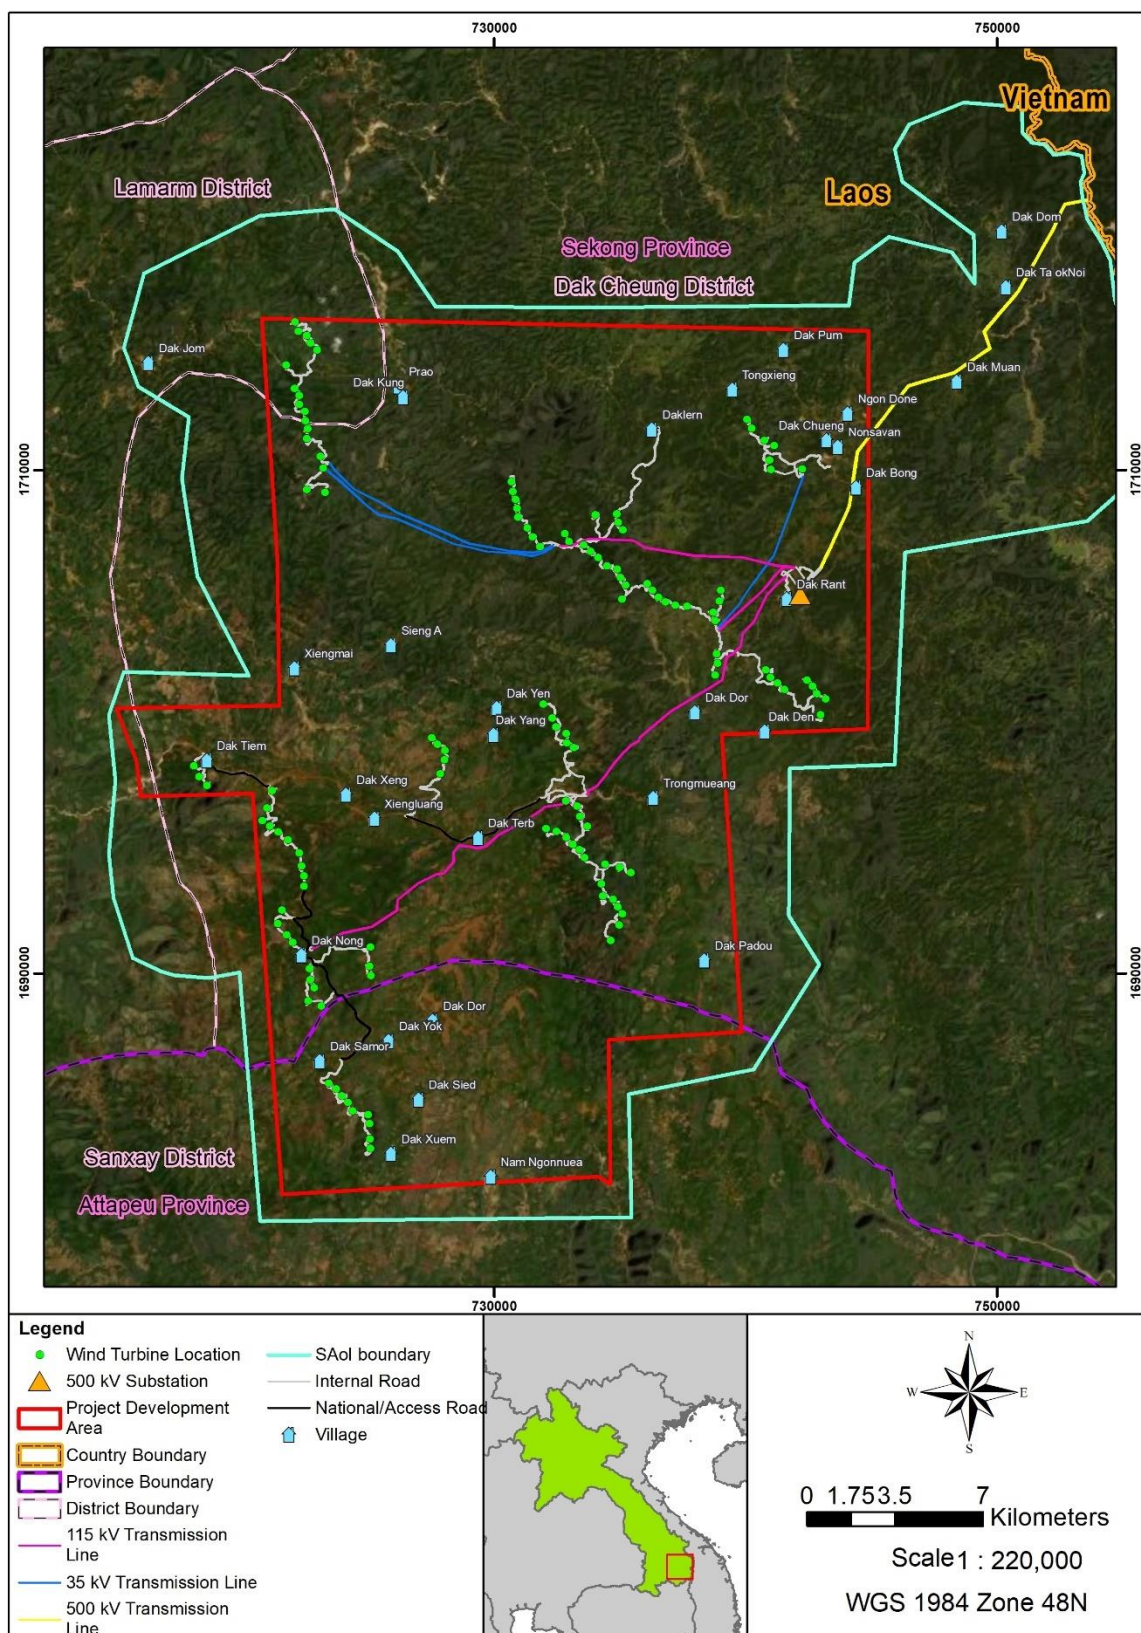 730000
750000
Vietnam
Lamarm District
Laos
Dak Dom
Sekong Province
Dak Cheung District
Dak Ta okNoi
Dak Pum
Dak Jom
Prao
Dak Kung
Tongxieng
Dak Muan
Ngon Done
Daklern
Dak Chueng
Nonsavan
1710000
1710000
Dak Bong
Dak Rant
Sieng A
Xiengmai
Dak Yen
Dak Dor
Dak Yang
Dak Den
Dak Tiem
Dak Xeng
Trongmueang
Xiengluang
Dak Terb
Dak Nong
Dak Padou
1690000
1690000
Dak Dor
Dak Yok
Dak Samor
Dak Sied
Dak Xuem
Sanxay District
Nam Ngonnuea
Attapeu Province
730000
750000
Legend
Wind Turbine Location
500 kV Substation
Project Development
Area
Country Boundary
Province Boundary
District Boundary
115 kV Transmission
Line
35 kV Transmission Line
500 kV Transmission
Line
SAoI boundary
Internal Road
National/Access Road
Village
N
W
E
S
0 1.75 3.5 7
Kilometers
Scale 1 : 220,000
WGS 1984 Zone 48N